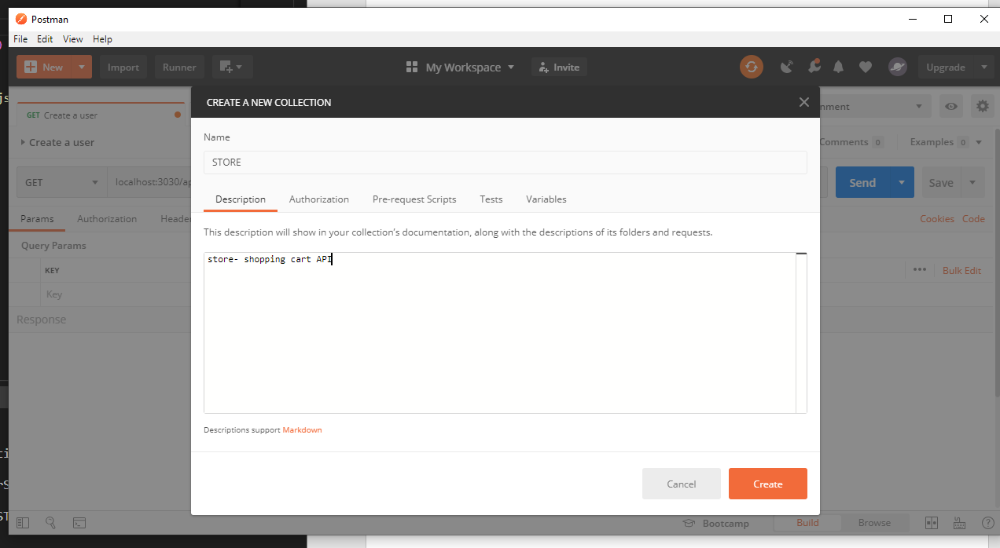 Postman
File Edit View Help
New Import Runner My Workspace Invite Upgrade
js
CREATE A NEW COLLECTION
GET Create a user
nment
Name
Create a user
Comments 0 Examples 0
STORE
GET localhost:3030/ap
Send Save
Description Authorization Pre-request Scripts Tests Variables
Params Authorization Header
Cookies Code
This description will show in your collection's documentation, along with the descriptions of its folders and requests.
Query Params
store- shopping cart API
KEY
Bulk Edit
Key
Response
Descriptions support Markdown
Cancel Create
Bootcamp Build Browse